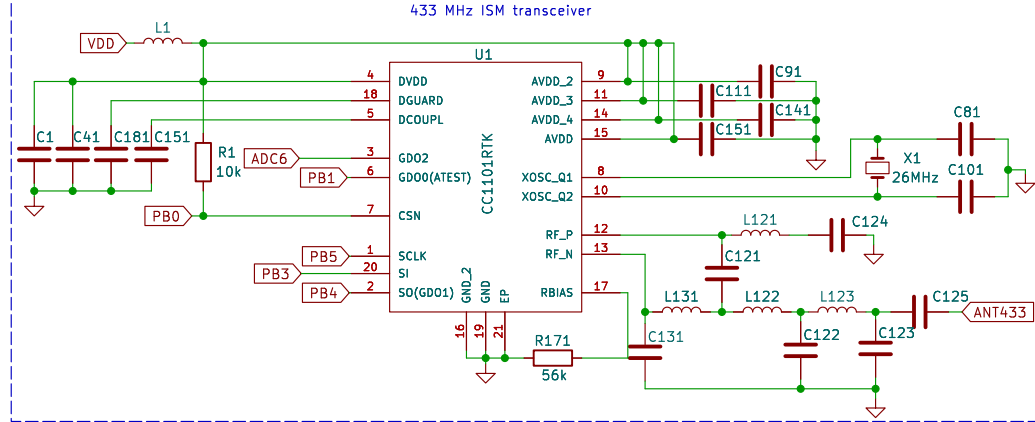 433 MHz ISM transceiver
VDD
L1
U1
4 DVDD
18 DGUARD
5 DCOUPL
3 GDO2
6 GDO0(ATEST)
7 CSN
1 SCLK
20 SI
2 SO(GDO1)
AVDD_2 9
AVDD_3 11
AVDD_4 14
AVDD 15
XOSC_Q1 8
XOSC_Q2 10
RF_P 12
RF_N 13
RBIAS 17
CC1101RTK
GND_2 16
GND 19
EP 21
C1
C41
C181
C151
R1
10k
ADC6
PB1
PB0
PB5
PB3
PB4
C91
C111
C141
C151
C81
X1
26MHz
C101
L121
C124
C121
L131
L122
L123
C125
ANT433
C131
C122
C123
R171
56k